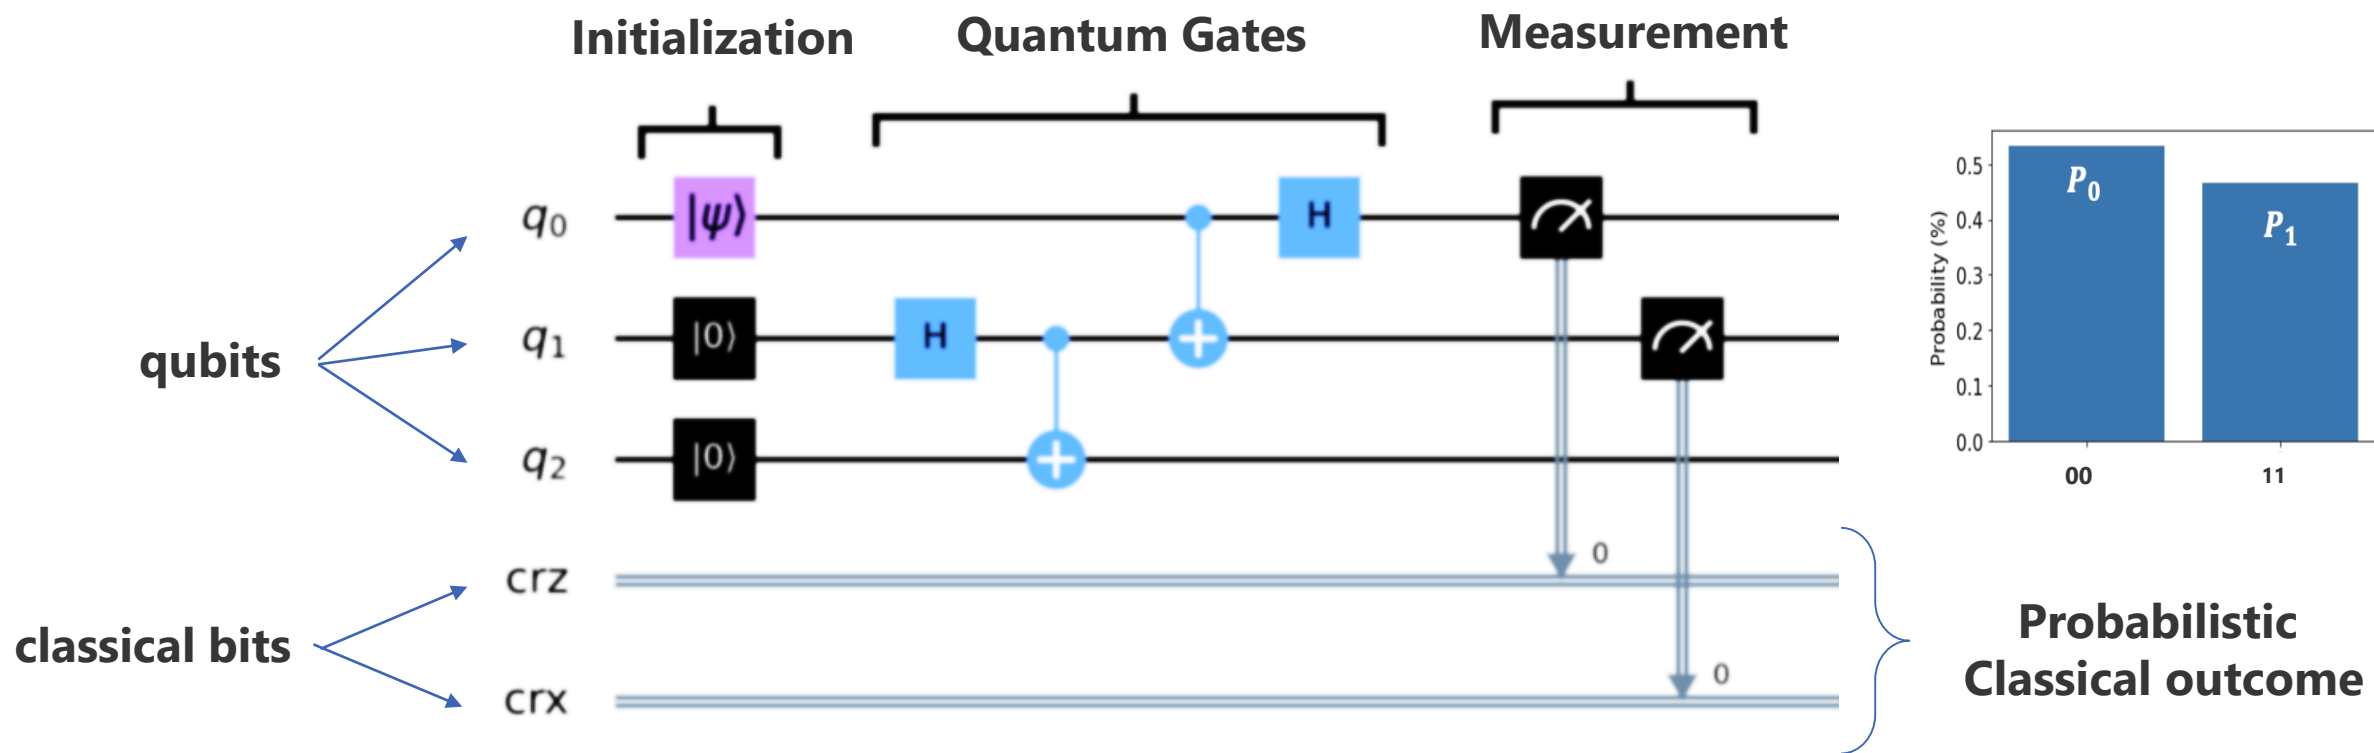 Initialization
Quantum Gates
Measurement
q0
|ψ⟩
H
q1
|0⟩
H
q2
|0⟩
qubits
crz
0
crx
0
classical bits
Probability (%)
0.5
0.4
0.3
0.2
0.1
0.0
P0
P1
00
11
Probabilistic
Classical outcome